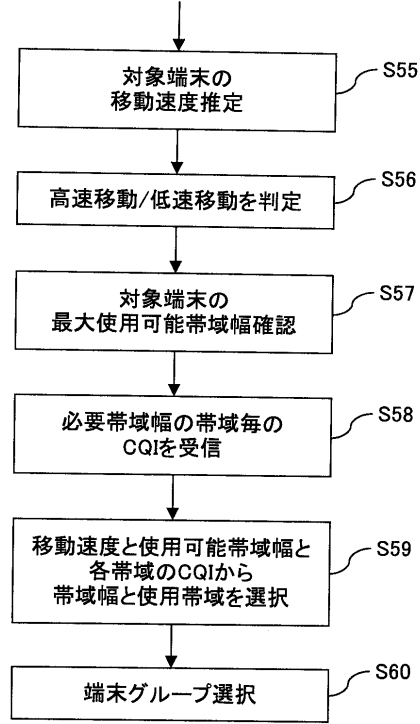 対象端末の
移動速度推定
S55
高速移動/低速移動を判定
S56
対象端末の
最大使用可能帯域幅確認
S57
必要帯域幅の帯域毎の
CQIを受信
S58
移動速度と使用可能帯域幅と
各帯域のCQIから
帯域幅と使用帯域を選択
S59
端末グループ選択
S60